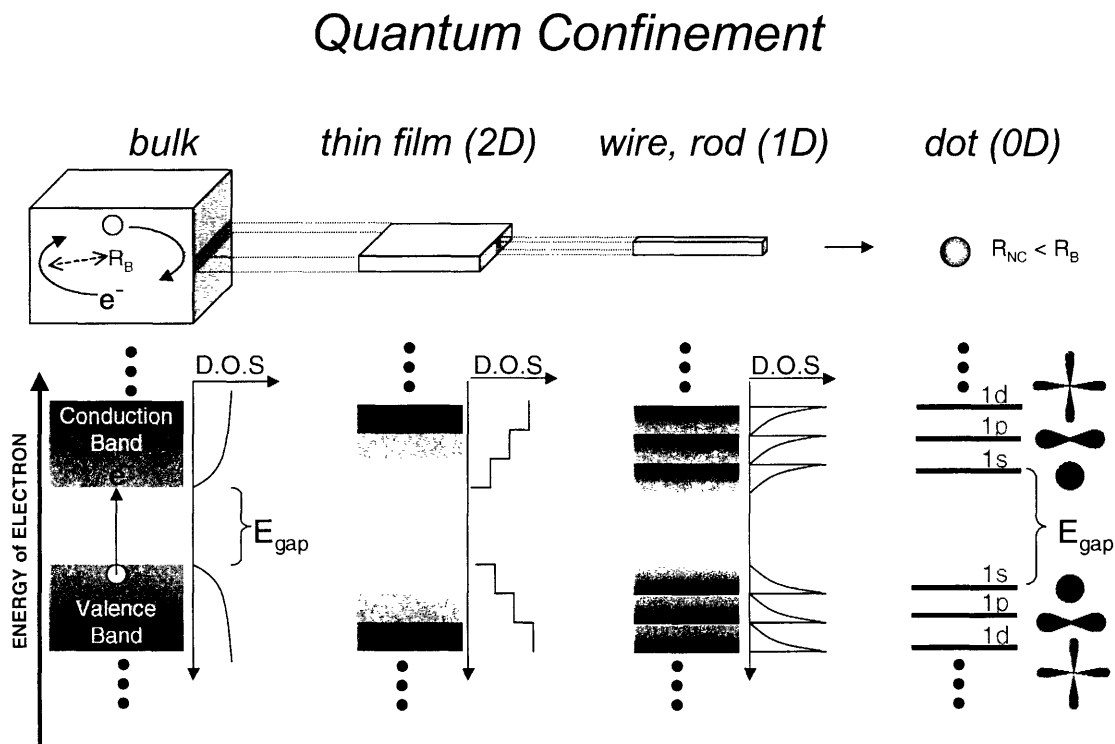 Quantum Confinement
bulk
thin film (2D)
wire, rod (1D)
dot (0D)
R_B
e⁻
R_NC < R_B
ENERGY of ELECTRON
D.O.S
D.O.S
Conduction
Band
e⁻
E_gap
Valence
Band
1d
1p
1s
E_gap
1s
1p
1d